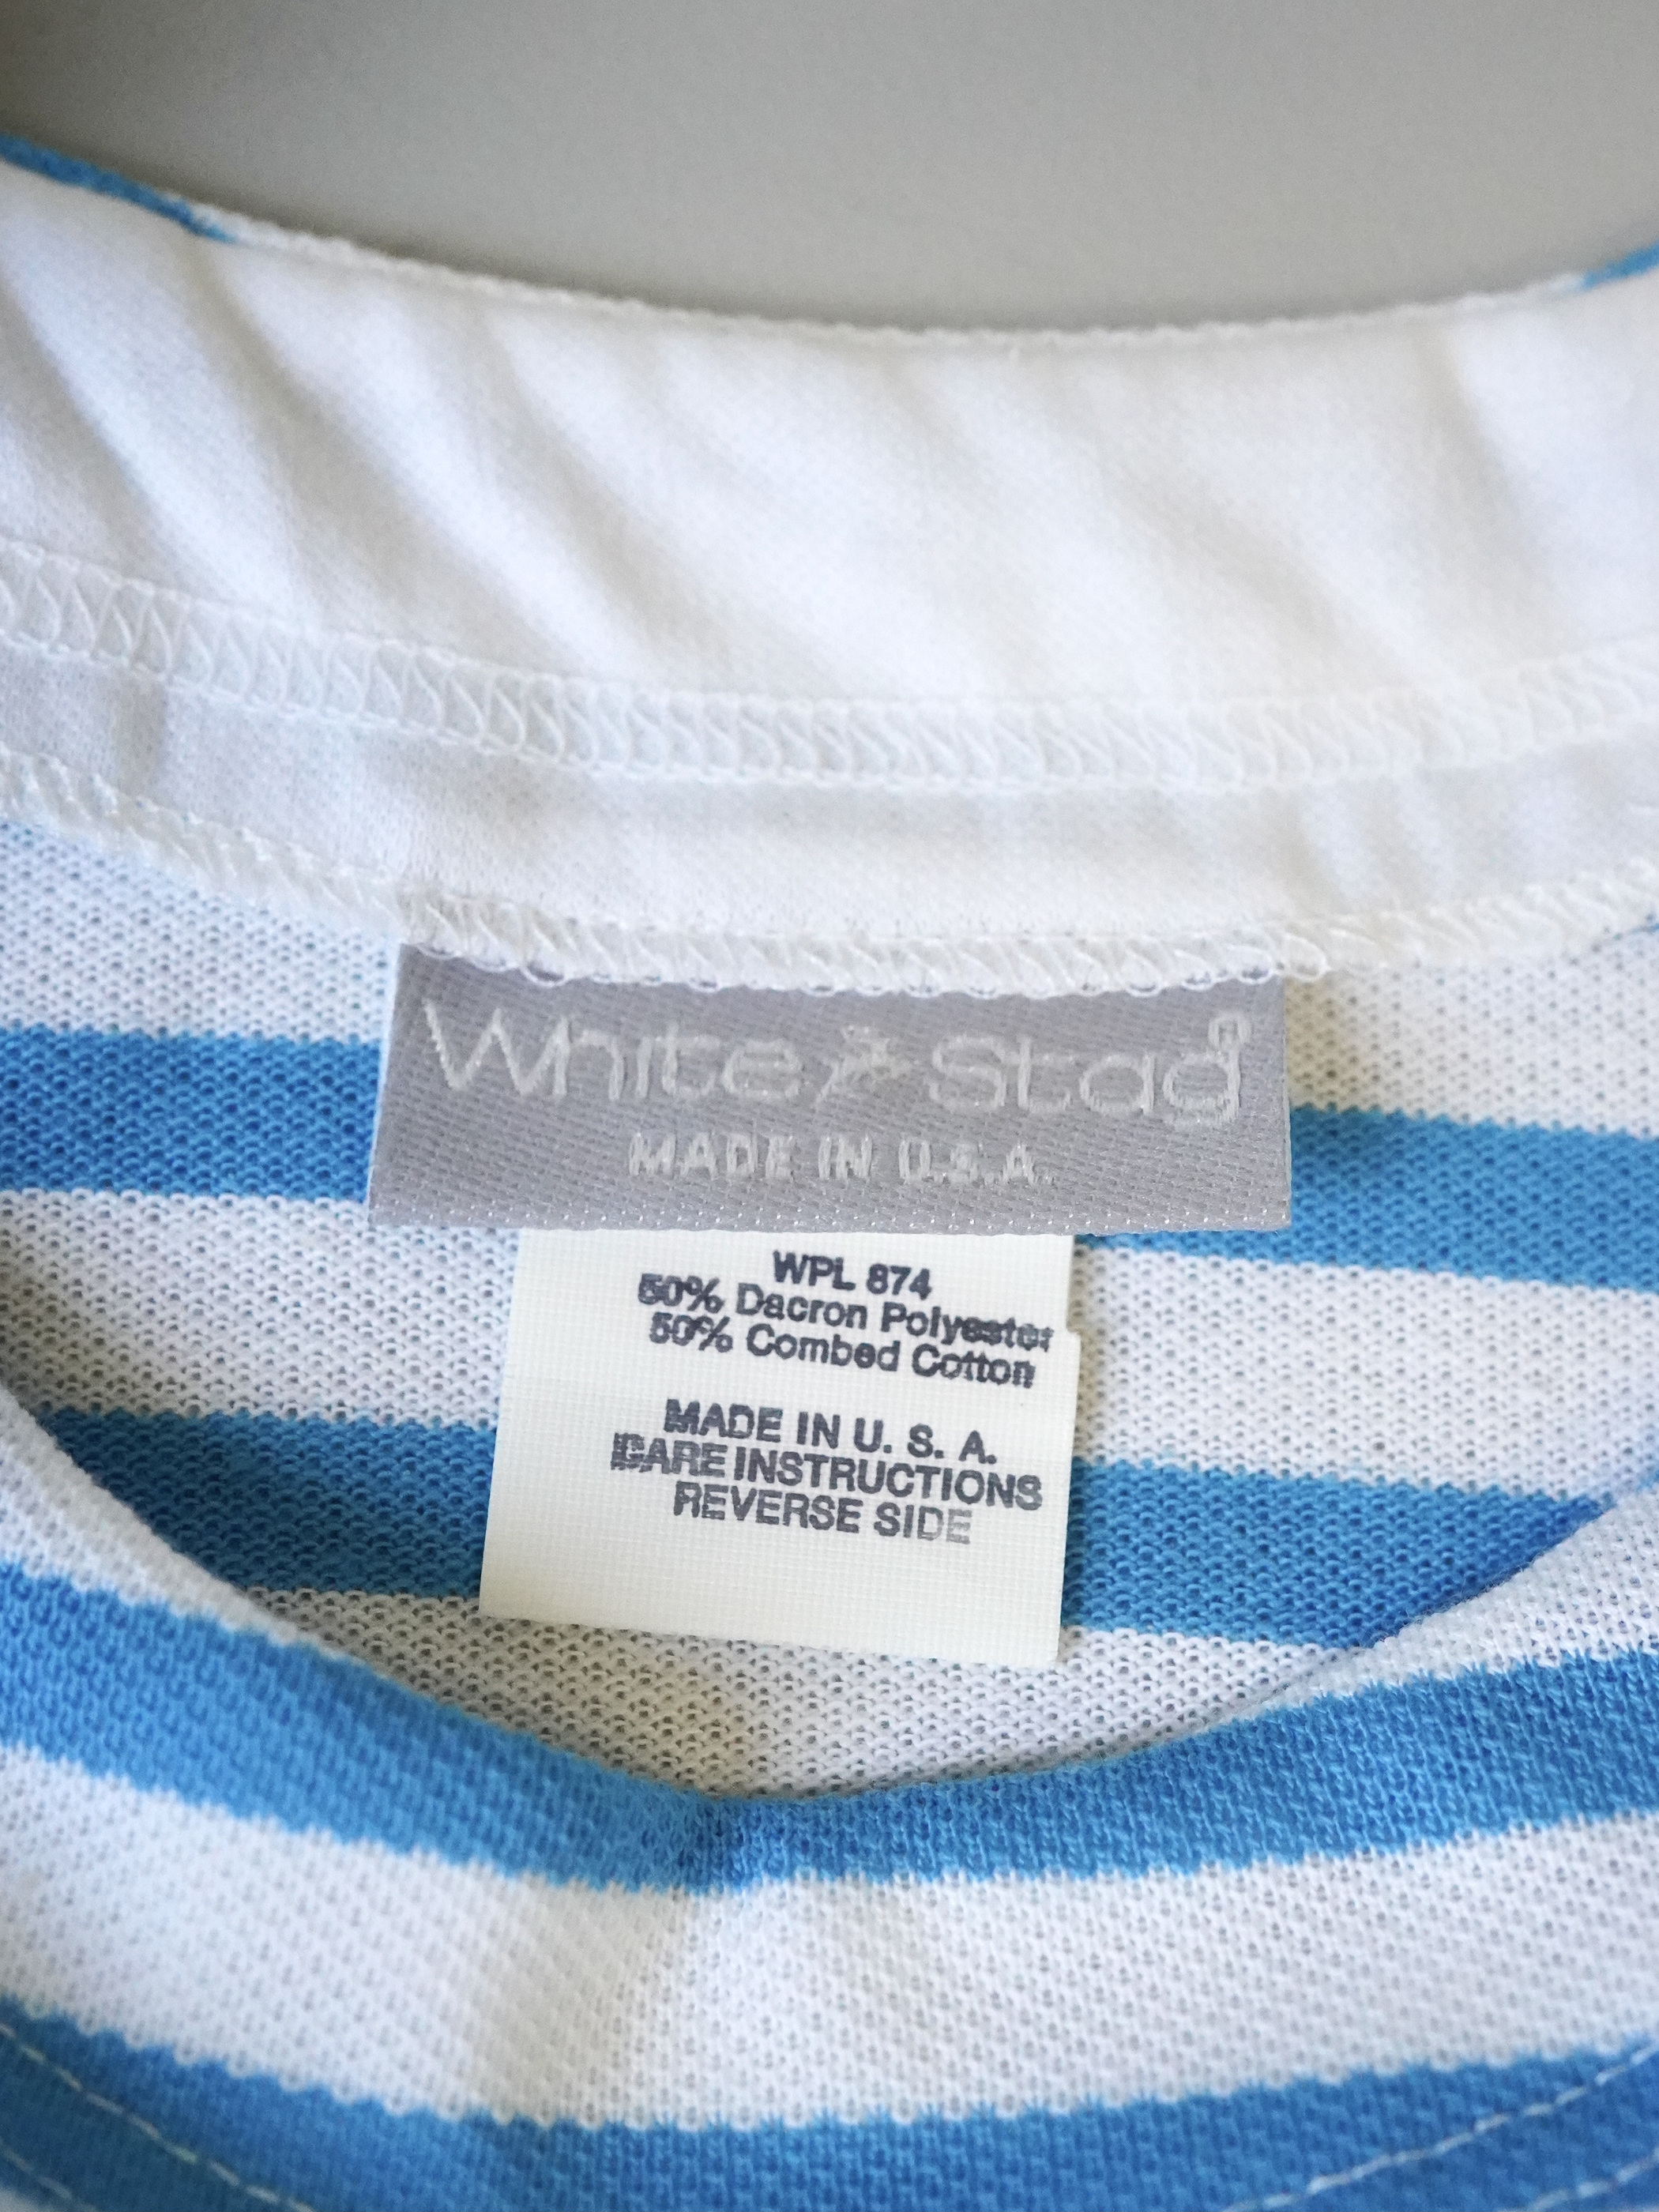 White Stag®
MADE IN U.S.A.
WPL 874
50% Dacron Polyester
50% Combed Cotton
MADE IN U. S. A.
CARE INSTRUCTIONS
REVERSE SIDE